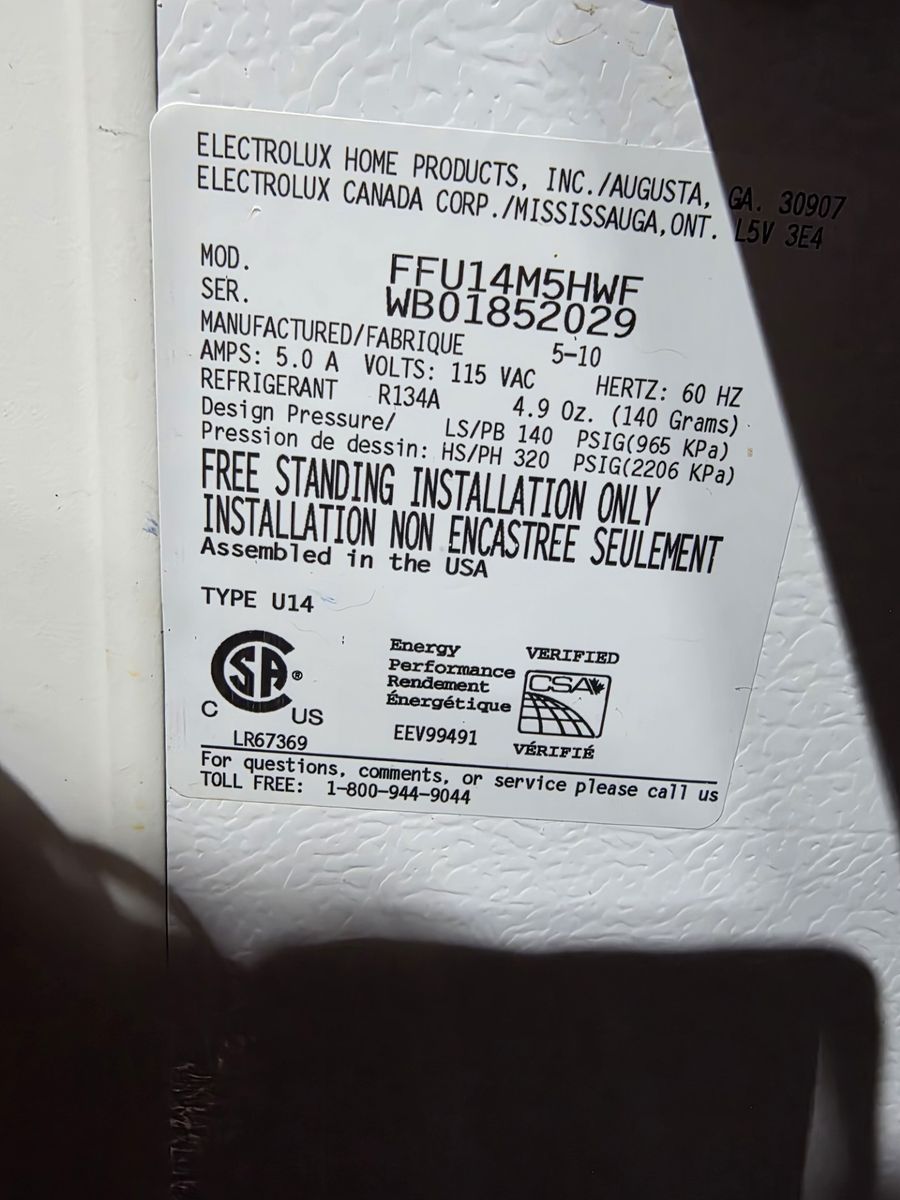 ELECTROLUX HOME PRODUCTS, INC./AUGUSTA, GA. 30907
ELECTROLUX CANADA CORP./MISSISSAUGA,ONT. L5V 3E4
MOD. FFU14M5HWF
SER. WB01852029
MANUFACTURED/FABRIQUE 5-10
AMPS: 5.0 A VOLTS: 115 VAC HERTZ: 60 HZ
REFRIGERANT R134A 4.9 Oz. (140 Grams)
Design Pressure/ LS/PB 140 PSIG(965 KPa)
Pression de dessin: HS/PH 320 PSIG(2206 KPa)
FREE STANDING INSTALLATION ONLY
INSTALLATION NON ENCASTREE SEULEMENT
Assembled in the USA
TYPE U14
CSA®
C US
LR67369
Energy
Performance
Rendement
Énergétique
EEV99491
VERIFIED
CSA
VÉRIFIÉ
For questions, comments, or service please call us
TOLL FREE: 1-800-944-9044